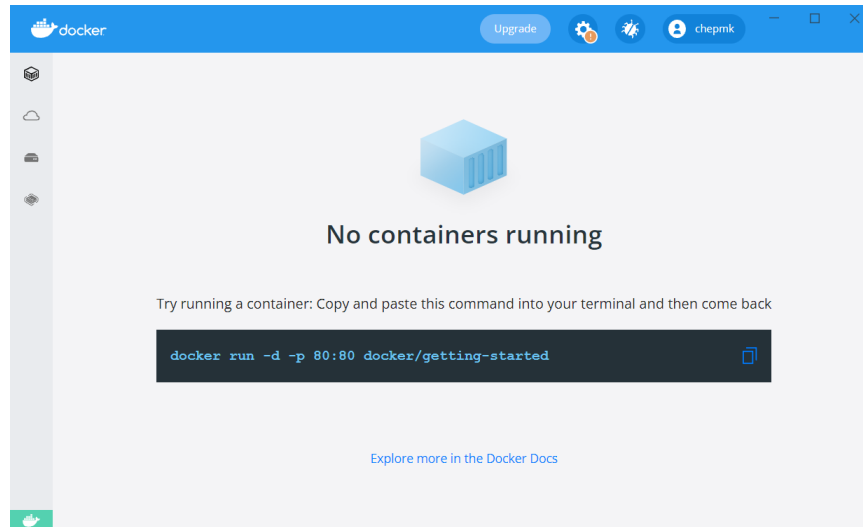 docker
Upgrade
chepmk
No containers running
Try running a container: Copy and paste this command into your terminal and then come back
docker run -d -p 80:80 docker/getting-started
Explore more in the Docker Docs